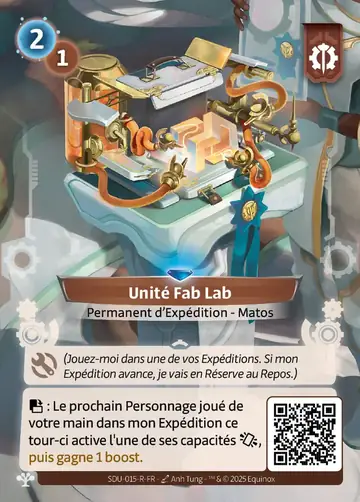 2
1
Unité Fab Lab
Permanent d'Expédition - Matos
(Jouez-moi dans une de vos Expéditions. Si mon
Expédition avance, je vais en Réserve au Repos.)
: Le prochain Personnage joué de
votre main dans mon Expédition ce
tour-ci active l'une de ses capacités ,
puis gagne 1 boost.
SDU-015-R-FR - Anh Tung - ™ & © 2025 Equinox